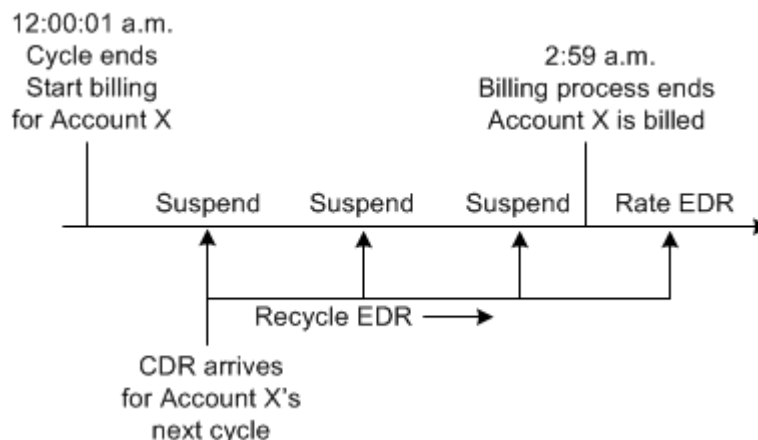 12:00:01 a.m.
Cycle ends
Start billing
for Account X
2:59 a.m.
Billing process ends
Account X is billed
Suspend
Suspend
Suspend
Rate EDR
Recycle EDR
CDR arrives
for Account X's
next cycle